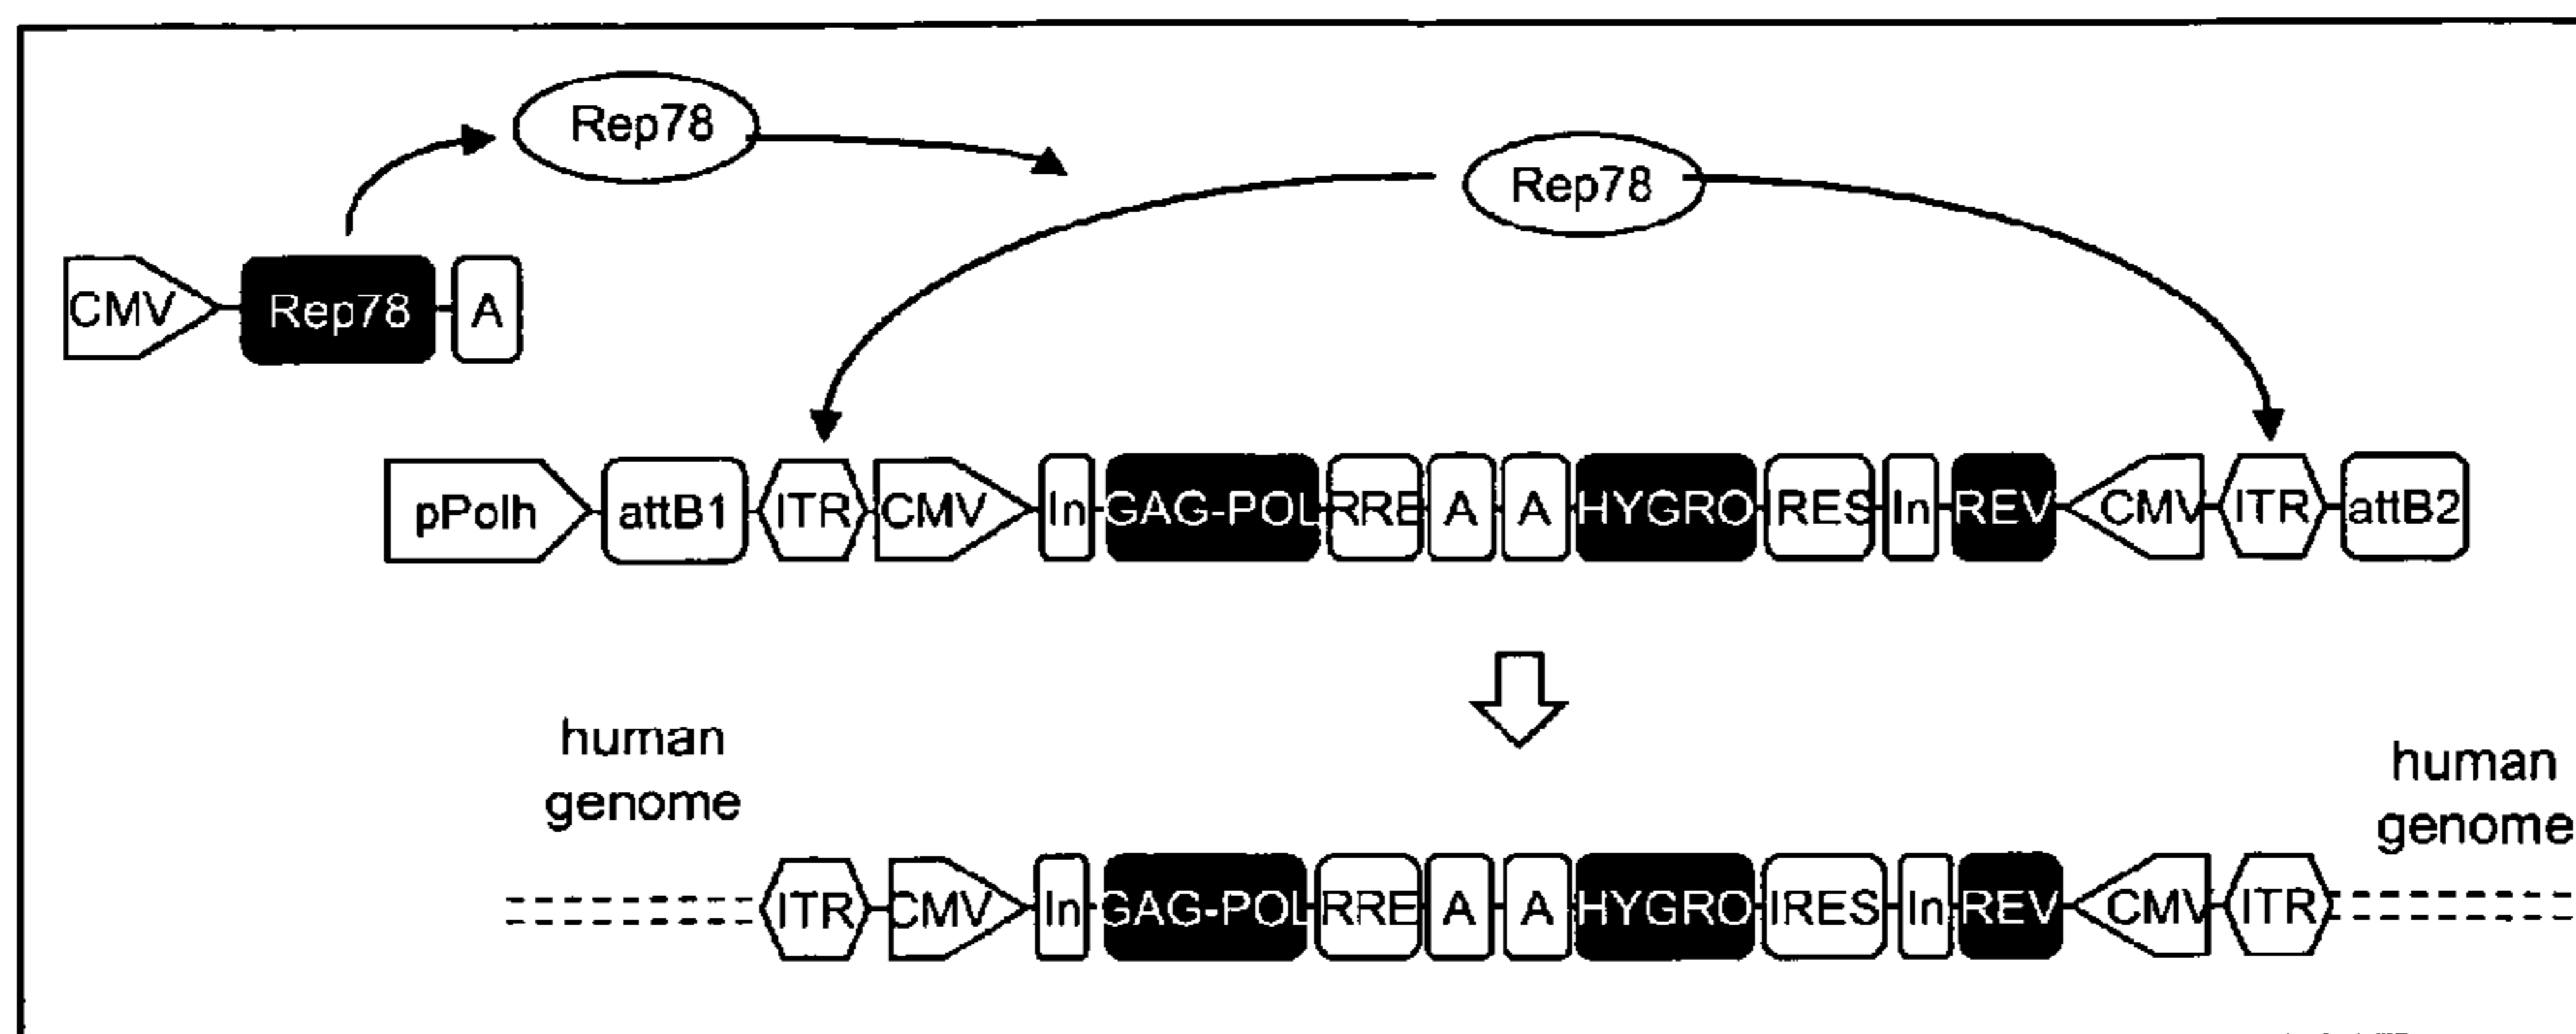 Rep78
Rep78
CMV Rep78 A
pPolh attB1 ITR CMV In GAG-POL RRE A A HYGRO IRES In REV CMV ITR attB2
human
genome
human
genome
ITR CMV In GAG-POL RRE A A HYGRO IRES In REV CMV ITR